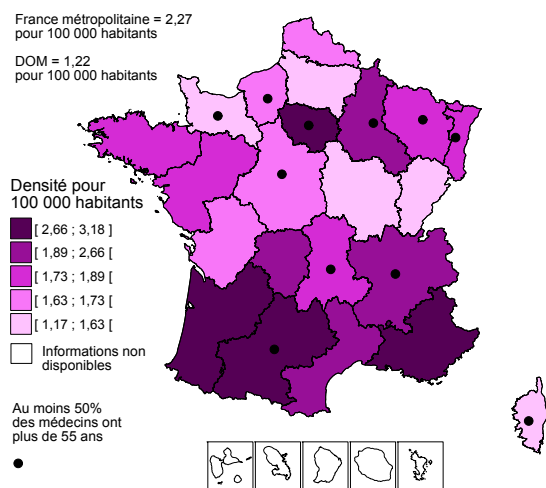 France métropolitaine = 2,27
pour 100 000 habitants
DOM = 1,22
pour 100 000 habitants
Densité pour
100 000 habitants
[ 2,66 ; 3,18 ]
[ 1,89 ; 2,66 [
[ 1,73 ; 1,89 [
[ 1,63 ; 1,73 [
[ 1,17 ; 1,63 [
Informations non
disponibles
Au moins 50%
des médecins ont
plus de 55 ans